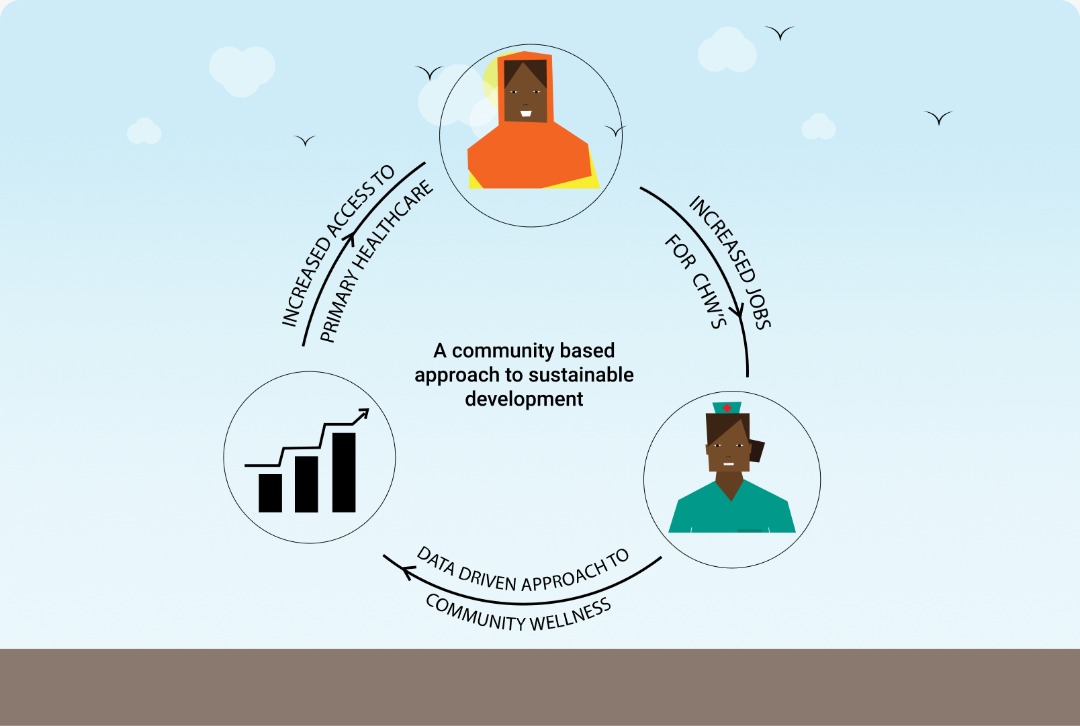 INCREASED ACCESS TO
PRIMARY HEALTHCARE
INCREASED JOBS
FOR CHW'S
A community based
approach to sustainable
development
DATA DRIVEN APPROACH TO
COMMUNITY WELLNESS